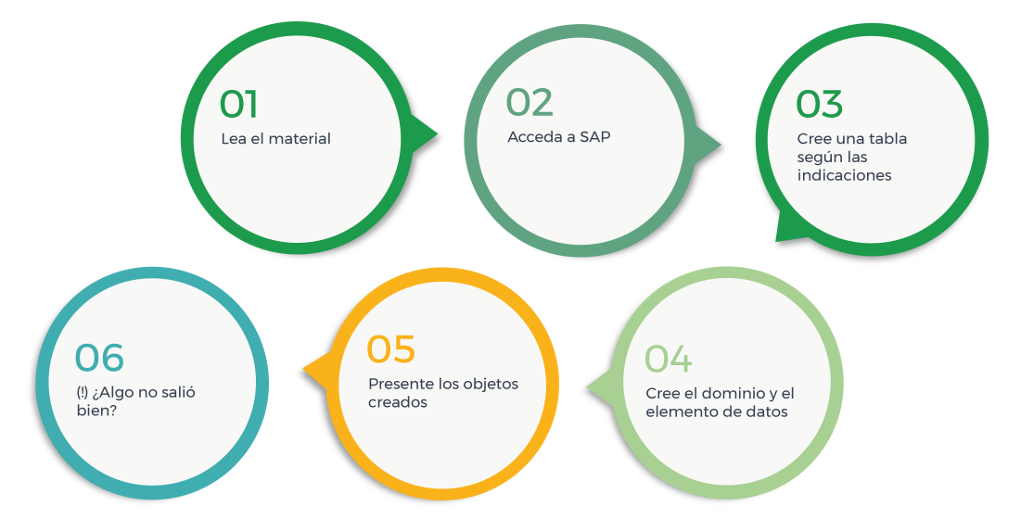 01
Lea el material
02
Acceda a SAP
03
Cree una tabla
según las
indicaciones
04
Cree el dominio y el
elemento de datos
05
Presente los objetos
creados
06
(!) ¿Algo no salió
bien?